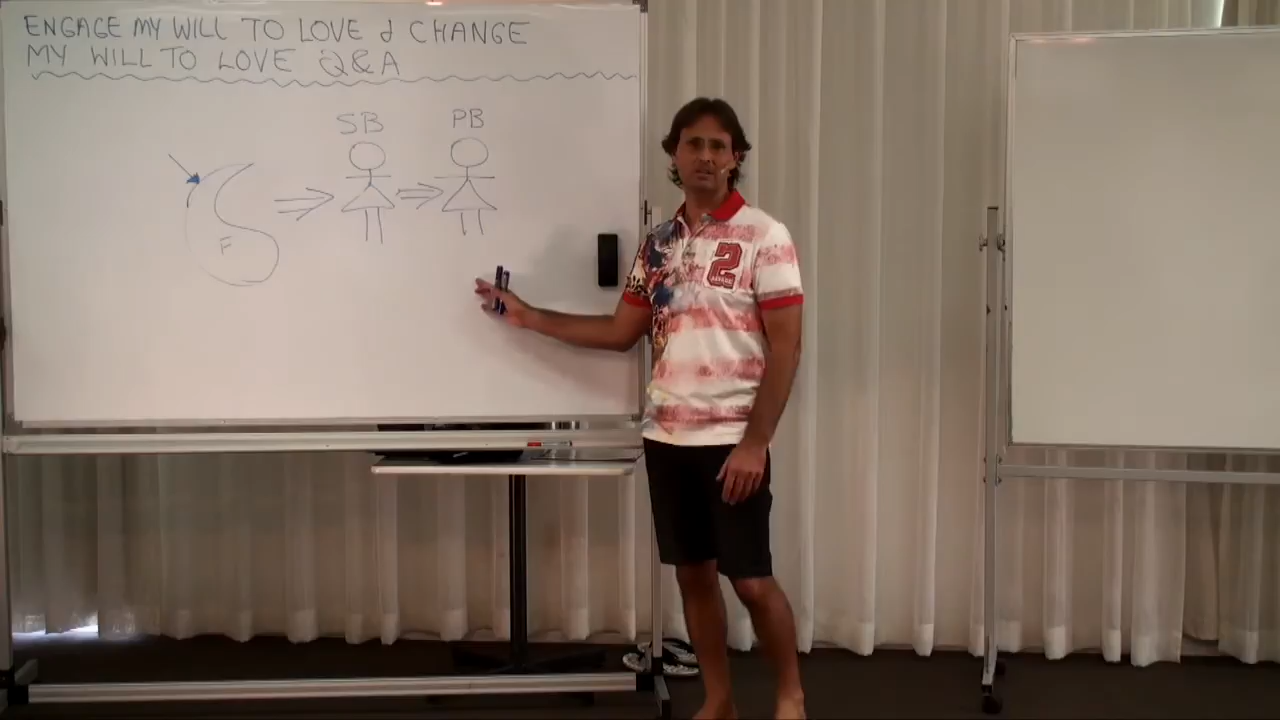 ENGAGE MY WILL TO LOVE & CHANGE
MY WILL TO LOVE Q&A
SB PB
F
2